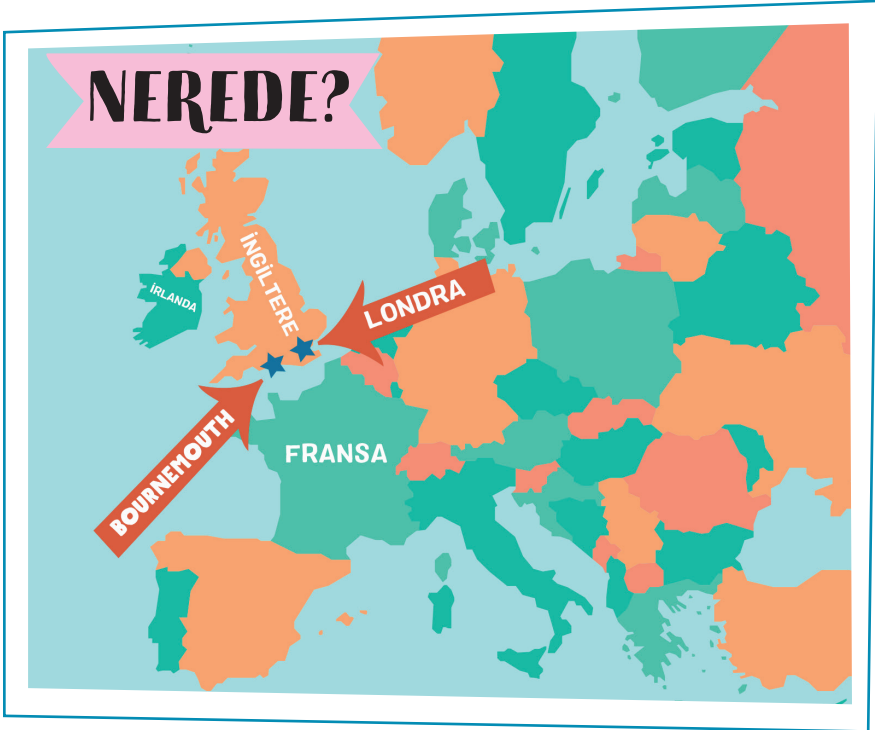 NEREDE?
İNGİLTERE
İRLANDA
LONDRA
BOURNEMOUTH
FRANSA